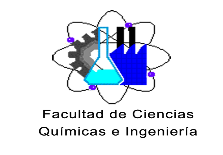 Facultad de Ciencias
Químicas e Ingeniería